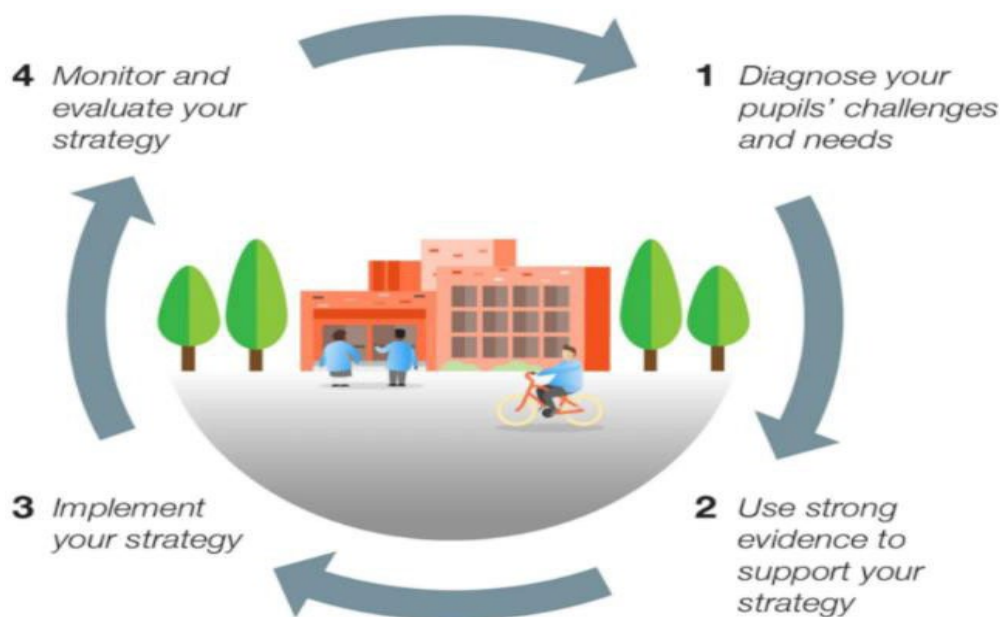 1 Diagnose your
pupils’ challenges
and needs
2 Use strong
evidence to
support your
strategy
3 Implement
your strategy
4 Monitor and
evaluate your
strategy